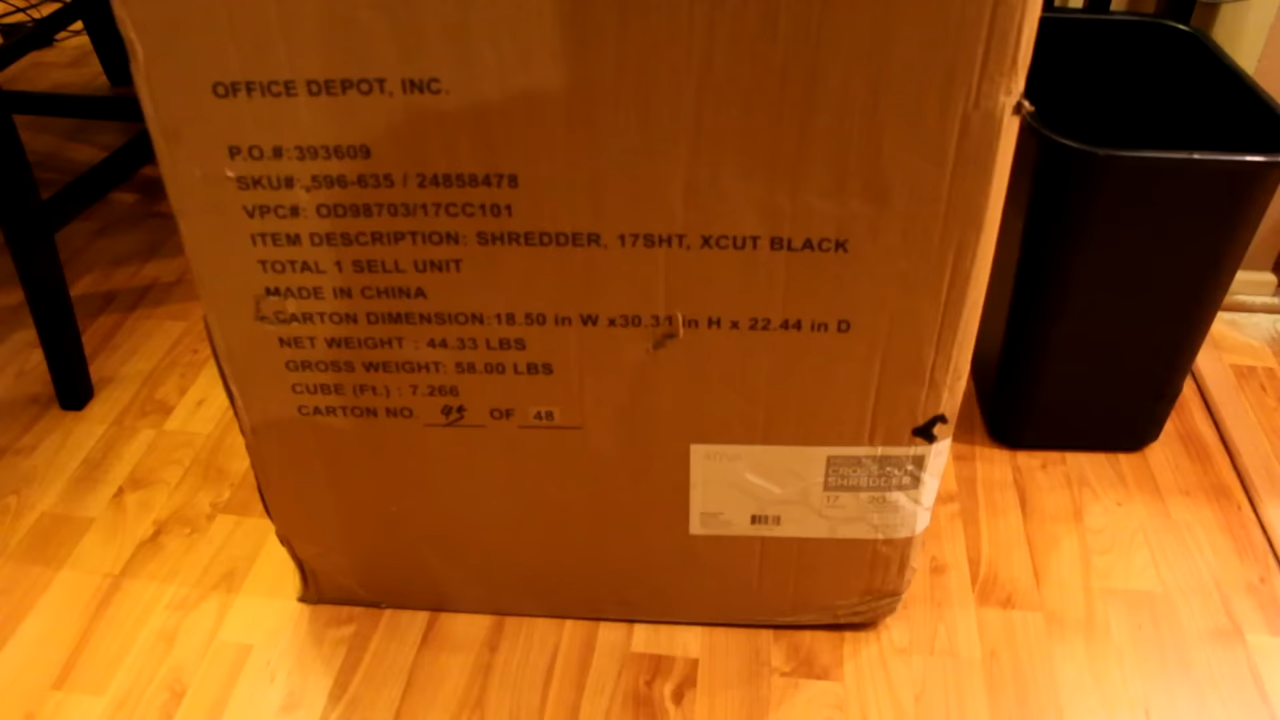 OFFICE DEPOT, INC.
P.O.#:393609
SKU#: 596-635 / 24858478
VPC#: OD98703/17CC101
ITEM DESCRIPTION: SHREDDER, 17SHT, XCUT BLACK
TOTAL 1 SELL UNIT
MADE IN CHINA
CARTON DIMENSION:18.50 in W x30.31 in H x 22.44 in D
NET WEIGHT : 44.33 LBS
GROSS WEIGHT: 58.00 LBS
CUBE (Ft.) : 7.266
CARTON NO. 45 OF 48
ATIVA
CROSS-CUT
SHREDDER
17 20